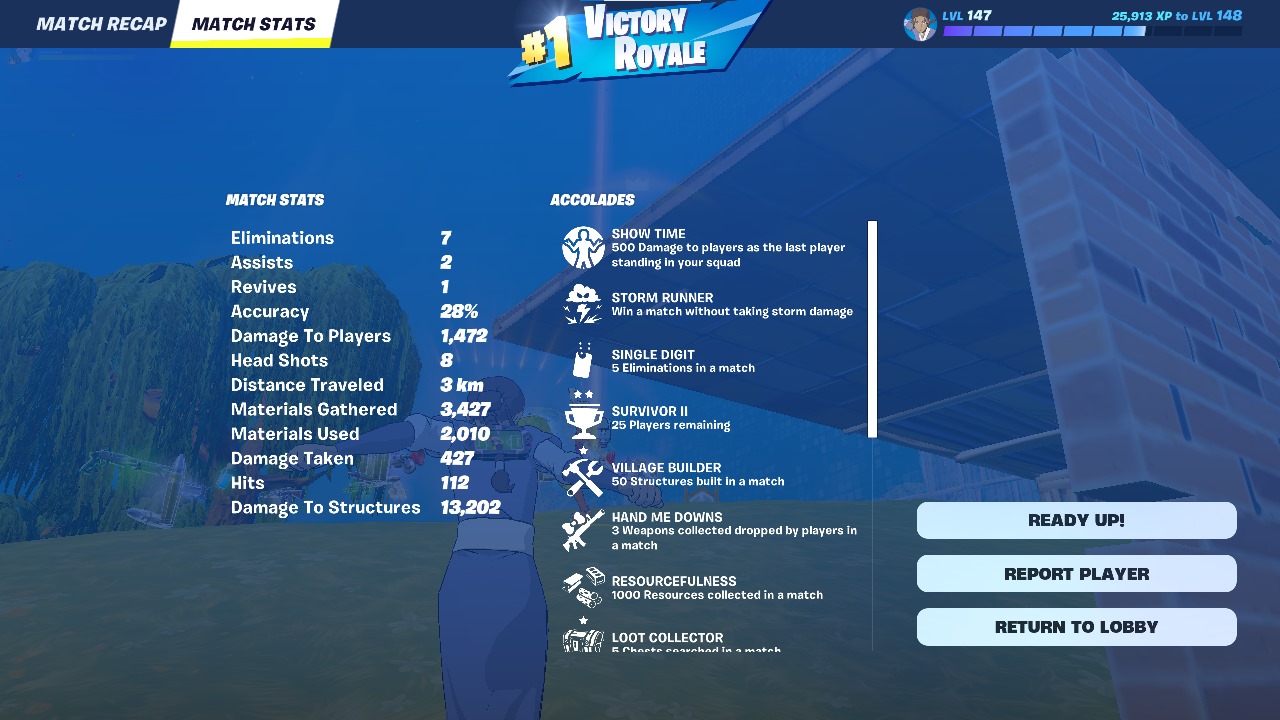 MATCH RECAP
MATCH STATS
#1 VICTORY
ROYALE
LVL 147
25,913 XP to LVL 148
MATCH STATS
Eliminations 7
Assists 2
Revives 1
Accuracy 28%
Damage To Players 1,472
Head Shots 8
Distance Traveled 3 km
Materials Gathered 3,427
Materials Used 2,010
Damage Taken 427
Hits 112
Damage To Structures 13,202
ACCOLADES
SHOW TIME
500 Damage to players as the last player
standing in your squad
STORM RUNNER
Win a match without taking storm damage
SINGLE DIGIT
5 Eliminations in a match
SURVIVOR II
25 Players remaining
VILLAGE BUILDER
50 Structures built in a match
HAND ME DOWNS
3 Weapons collected dropped by players in
a match
RESOURCEFULNESS
1000 Resources collected in a match
LOOT COLLECTOR
5 Chests searched in a match
READY UP!
REPORT PLAYER
RETURN TO LOBBY